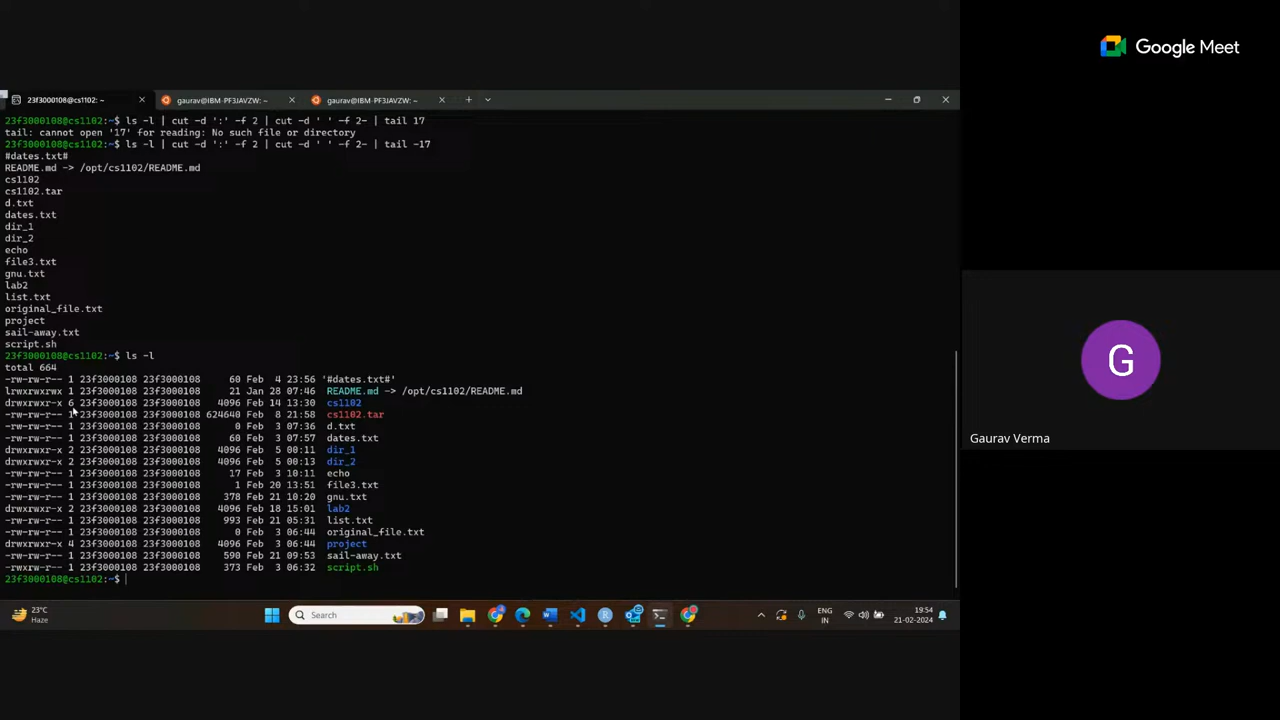 Google Meet
23f3000108@cs1102: ~
gaurav@IBM-PF3JAVZW: ~
gaurav@IBM-PF3JAVZW: ~
23f3000108@cs1102:~$ ls -l | cut -d ':' -f 2 | cut -d ' ' -f 2- | tail 17
tail: cannot open '17' for reading: No such file or directory
23f3000108@cs1102:~$ ls -l | cut -d ':' -f 2 | cut -d ' ' -f 2- | tail -17
#dates.txt#
README.md -> /opt/cs1102/README.md
cs1102
cs1102.tar
d.txt
dates.txt
dir_1
dir_2
echo
file3.txt
gnu.txt
lab2
list.txt
original_file.txt
project
sail-away.txt
script.sh
23f3000108@cs1102:~$ ls -l
total 664
-rw-rw-r-- 1 23f3000108 23f3000108     60 Feb  4 23:56 '#dates.txt#'
lrwxrwxrwx 1 23f3000108 23f3000108     21 Jan 28 07:46 README.md -> /opt/cs1102/README.md
drwxrwxr-x 6 23f3000108 23f3000108   4096 Feb 14 13:30 cs1102
-rw-rw-r-- 1 23f3000108 23f3000108 624640 Feb  8 21:58 cs1102.tar
-rw-rw-r-- 1 23f3000108 23f3000108      0 Feb  3 07:36 d.txt
-rw-rw-r-- 1 23f3000108 23f3000108     60 Feb  3 07:57 dates.txt
drwxrwxr-x 2 23f3000108 23f3000108   4096 Feb  5 00:11 dir_1
drwxrwxr-x 2 23f3000108 23f3000108   4096 Feb  5 00:13 dir_2
-rw-rw-r-- 1 23f3000108 23f3000108     17 Feb  3 10:11 echo
-rw-rw-r-- 1 23f3000108 23f3000108      1 Feb 20 13:51 file3.txt
-rw-rw-r-- 1 23f3000108 23f3000108    378 Feb 21 10:20 gnu.txt
drwxrwxr-x 2 23f3000108 23f3000108   4096 Feb 18 15:01 lab2
-rw-rw-r-- 1 23f3000108 23f3000108    993 Feb 21 05:31 list.txt
-rw-rw-r-- 1 23f3000108 23f3000108      0 Feb  3 06:44 original_file.txt
drwxrwxr-x 4 23f3000108 23f3000108   4096 Feb  3 06:44 project
-rw-rw-r-- 1 23f3000108 23f3000108    590 Feb 21 09:53 sail-away.txt
-rwxrw-r-- 1 23f3000108 23f3000108    373 Feb  3 06:32 script.sh
23f3000108@cs1102:~$
G
Gaurav Verma
23°C
Haze
Search
ENG
IN
19:54
21-02-2024